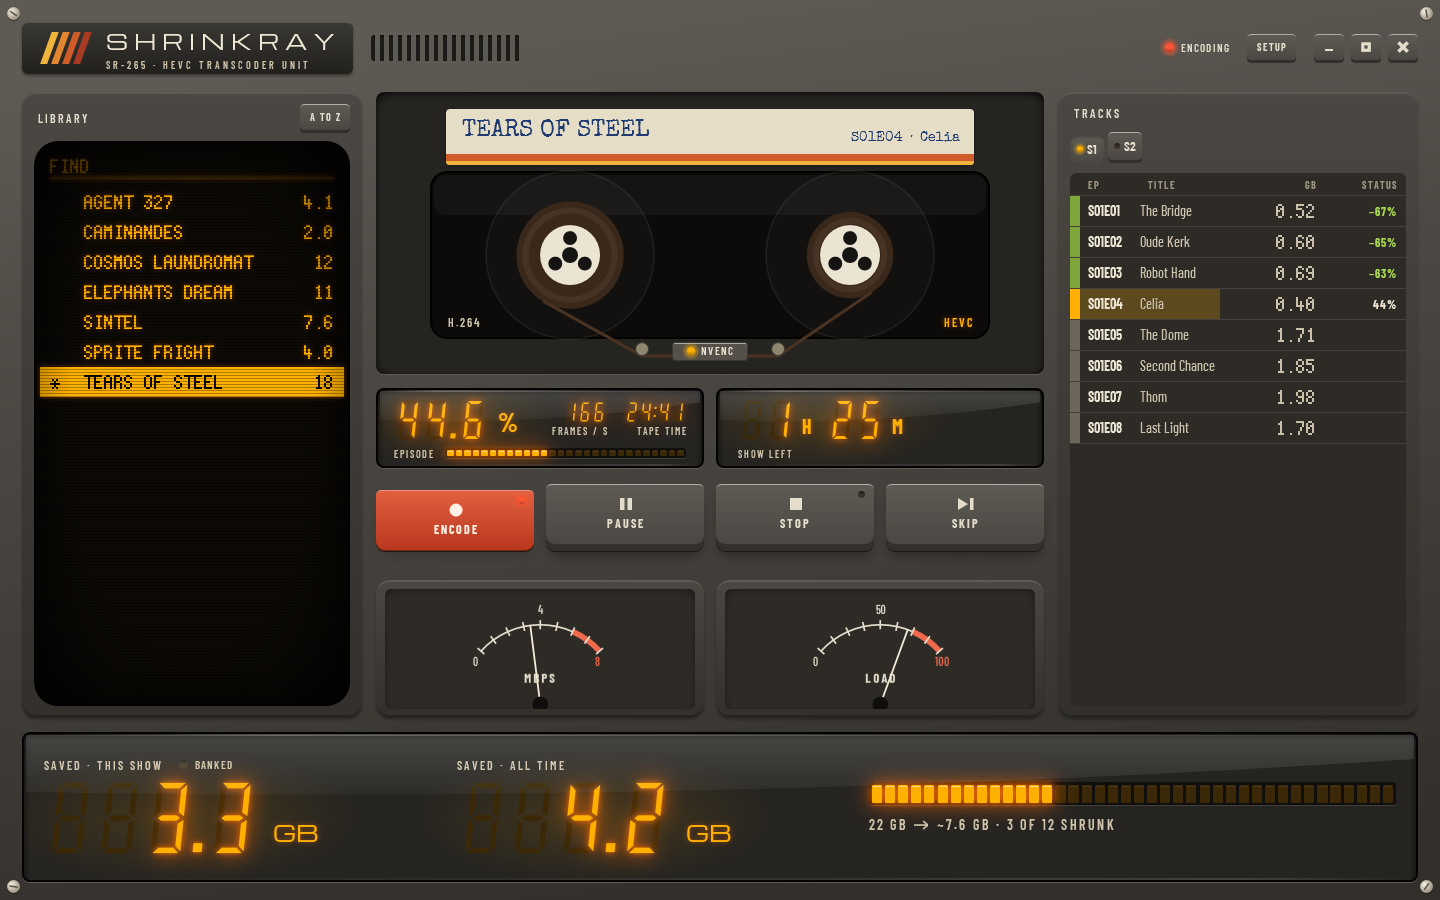 SHRINKRAY
SR-265 · HEVC TRANSCODER UNIT
ENCODING
SETUP
LIBRARY
A TO Z
FIND
AGENT 327 4.1
CAMINANDES 2.0
COSMOS LAUNDROMAT 12
ELEPHANTS DREAM 11
SINTEL 7.6
SPRITE FRIGHT 4.0
* TEARS OF STEEL 18
TEARS OF STEEL
S01E04 · Celia
H.264
HEVC
NVENC
44.6 %
166
FRAMES / S
24:41
TAPE TIME
EPISODE
1 H 25 M
SHOW LEFT
ENCODE
PAUSE
STOP
SKIP
0 4 8
MBPS
0 50 100
LOAD
TRACKS
S1 S2
EP TITLE GB STATUS
S01E01 The Bridge 0.52 -67%
S01E02 Oude Kerk 0.60 -65%
S01E03 Robot Hand 0.69 -63%
S01E04 Celia 0.40 44%
S01E05 The Dome 1.71
S01E06 Second Chance 1.85
S01E07 Thom 1.98
S01E08 Last Light 1.70
SAVED · THIS SHOW
BANKED
3.3 GB
SAVED · ALL TIME
4.2 GB
22 GB → ~7.6 GB · 3 OF 12 SHRUNK